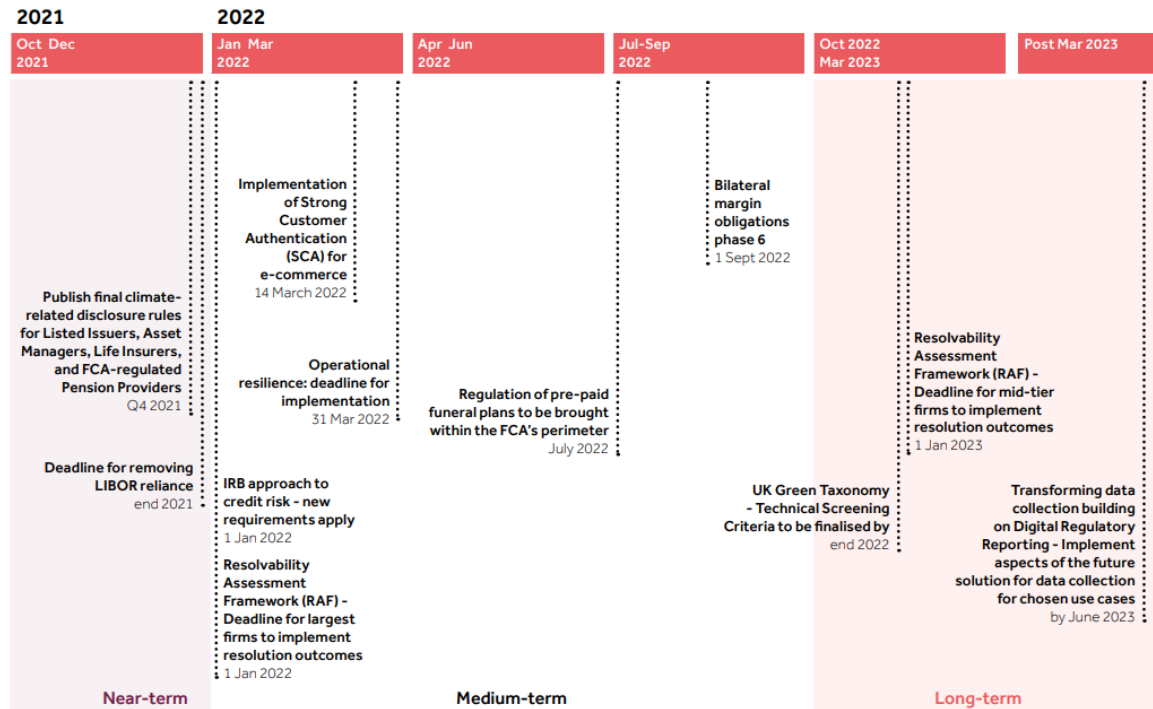 2021
2022
Oct Dec
2021
Jan Mar
2022
Apr Jun
2022
Jul-Sep
2022
Oct 2022
Mar 2023
Post Mar 2023
Publish final climate-
related disclosure rules
for Listed Issuers, Asset
Managers, Life Insurers,
and FCA-regulated
Pension Providers
Q4 2021
Deadline for removing
LIBOR reliance
end 2021
Implementation
of Strong
Customer
Authentication
(SCA) for
e-commerce
14 March 2022
Operational
resilience: deadline for
implementation
31 Mar 2022
IRB approach to
credit risk - new
requirements apply
1 Jan 2022
Resolvability
Assessment
Framework (RAF) -
Deadline for largest
firms to implement
resolution outcomes
1 Jan 2022
Regulation of pre-paid
funeral plans to be brought
within the FCA's perimeter
July 2022
Bilateral
margin
obligations
phase 6
1 Sept 2022
UK Green Taxonomy
- Technical Screening
Criteria to be finalised by
end 2022
Resolvability
Assessment
Framework (RAF) -
Deadline for mid-tier
firms to implement
resolution outcomes
1 Jan 2023
Transforming data
collection building
on Digital Regulatory
Reporting - Implement
aspects of the future
solution for data collection
for chosen use cases
by June 2023
Near-term
Medium-term
Long-term